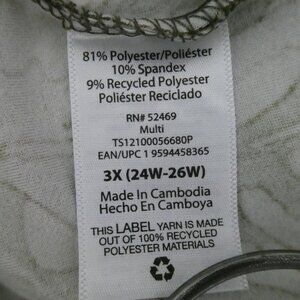 81% Polyester/Poliéster
10% Spandex
9% Recycled Polyester
Poliéster Reciclado
RN# 52469
Multi
TS12100056680P
EAN/UPC 1 9594458365
3X (24W-26W)
Made In Cambodia
Hecho En Camboya
THIS LABEL YARN IS MADE
OUT OF 100% RECYCLED
POLYESTER MATERIALS